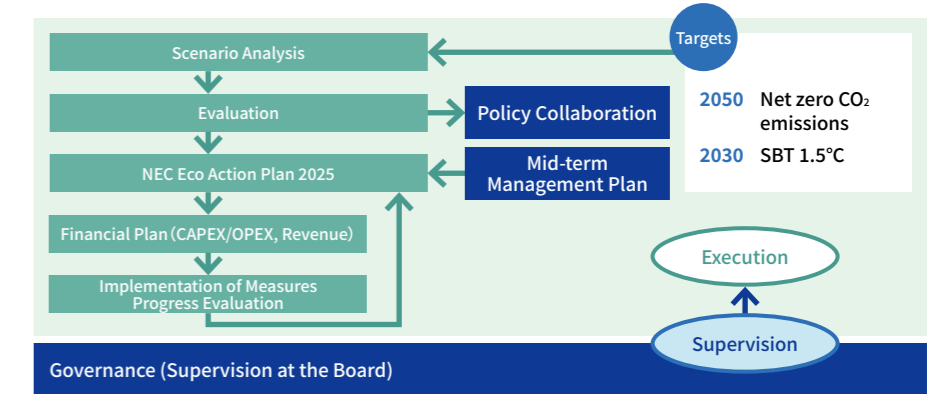 Targets
Scenario Analysis
Evaluation
Policy Collaboration
2050 Net zero CO₂
emissions
2030 SBT 1.5℃
NEC Eco Action Plan 2025
Mid-term
Management Plan
Financial Plan（CAPEX/OPEX, Revenue）
Implementation of Measures
Progress Evaluation
Execution
Supervision
Governance (Supervision at the Board)